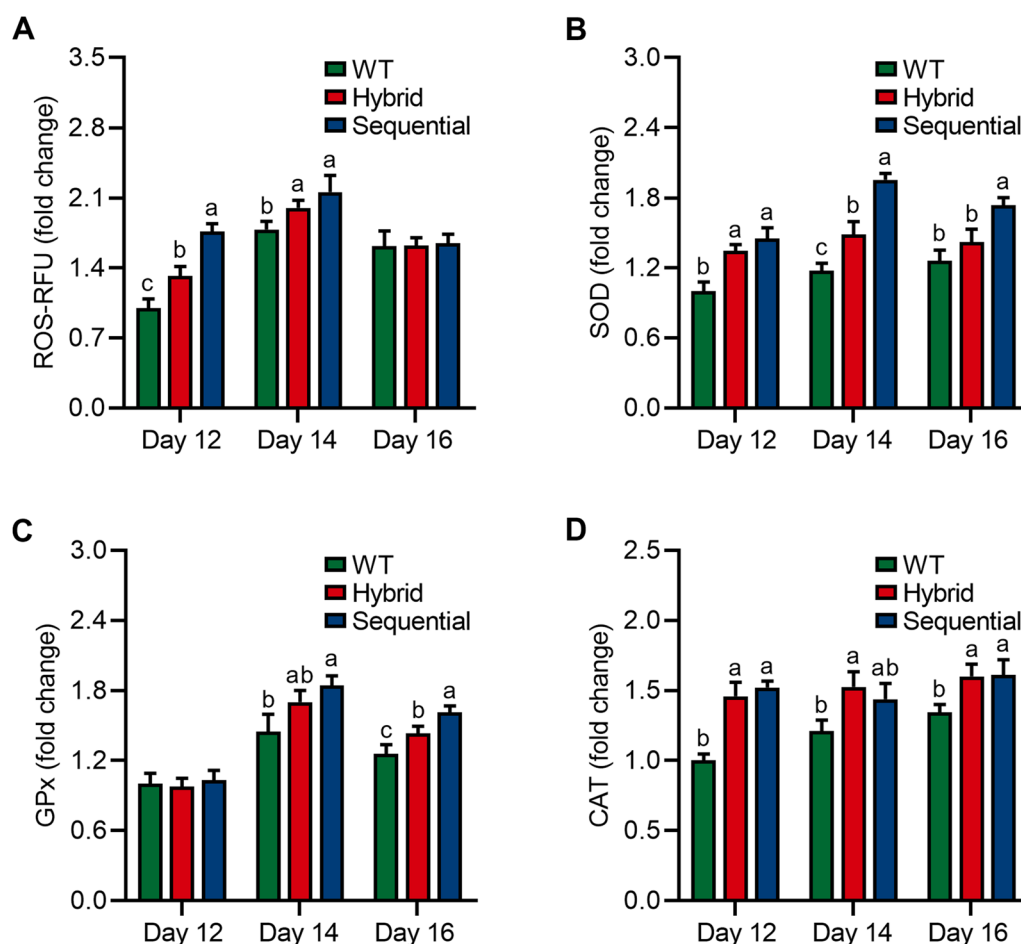 A
ROS-RFU (fold change)
3.5
2.8
2.1
1.4
0.7
0.0
WT
Hybrid
Sequential
c b a
b a a
Day 12 Day 14 Day 16
B
SOD (fold change)
3.0
2.4
1.8
1.2
0.6
0.0
WT
Hybrid
Sequential
b a a
c b a
b b a
Day 12 Day 14 Day 16
C
GPx (fold change)
3.0
2.4
1.8
1.2
0.6
0.0
WT
Hybrid
Sequential
b ab a
c b a
Day 12 Day 14 Day 16
D
CAT (fold change)
2.5
2.0
1.5
1.0
0.5
0.0
WT
Hybrid
Sequential
b a a
b a ab
b a a
Day 12 Day 14 Day 16